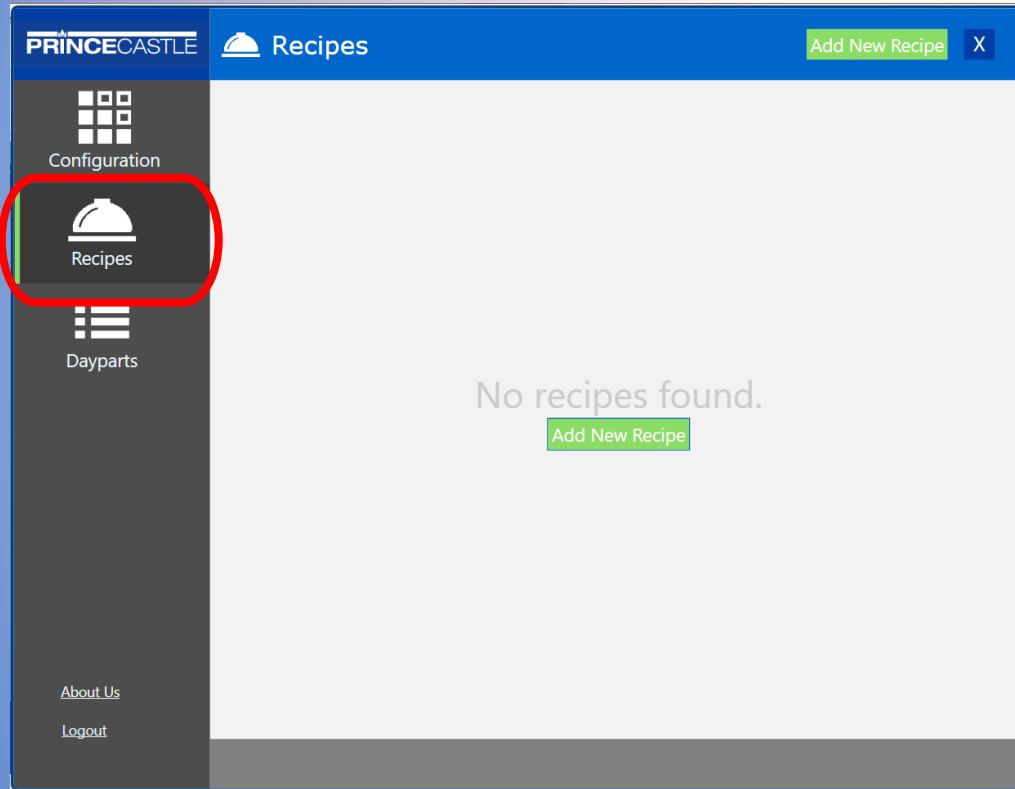 PRINCECASTLE
Recipes
Add New Recipe
X
Configuration
Recipes
Dayparts
No recipes found.
Add New Recipe
About Us
Logout